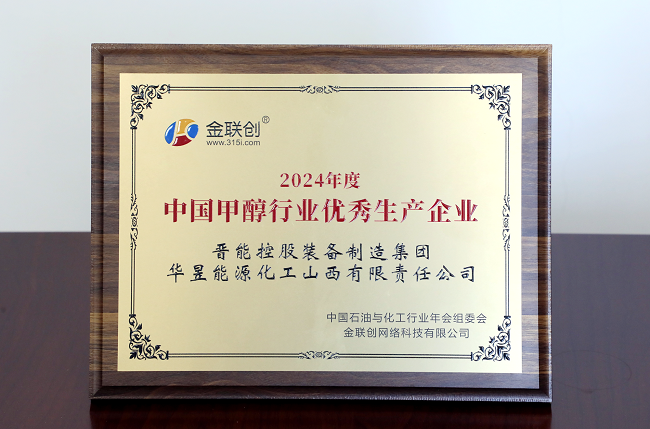 金联创®
www.315i.com
2024年度
中国甲醇行业优秀生产企业
晋能控股装备制造集团
华昱能源化工山西有限责任公司
中国石油与化工行业年会组委会
金联创网络科技有限公司